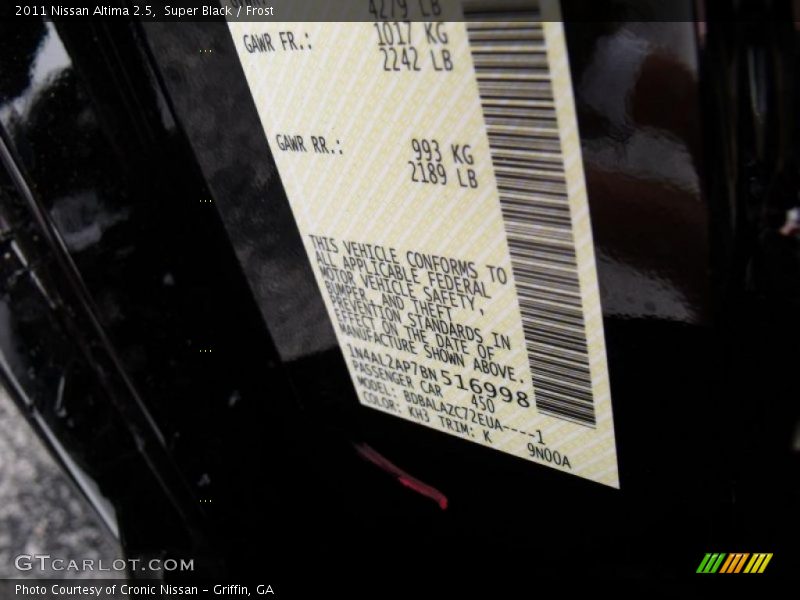 2011 Nissan Altima 2.5,  Super Black / Frost
4279 LB
GAWR FR.: 1017 KG
2242 LB
GAWR RR.: 993 KG
2189 LB
THIS VEHICLE CONFORMS TO
ALL APPLICABLE FEDERAL
MOTOR VEHICLE SAFETY,
BUMPER, AND THEFT
PREVENTION STANDARDS IN
EFFECT ON THE DATE OF
MANUFACTURE SHOWN ABOVE.
1N4AL2AP7BN516998
PASSENGER CAR 450
MODEL: BDBALAZC72EUA----1
COLOR: KH3 TRIM: K 9N00A
GTCARLOT.COM
Photo Courtesy of Cronic Nissan – Griffin, GA